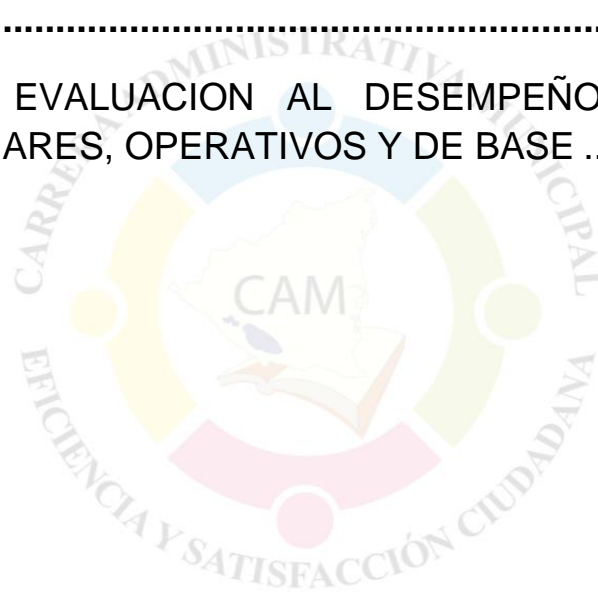 ............................................................
EVALUACION AL DESEMPEÑO
ARES, OPERATIVOS Y DE BASE ..
CARRERA ADMINISTRATIVA MUNICIPAL
CAM
EFICIENCIA Y SATISFACCIÓN CIUDADANA